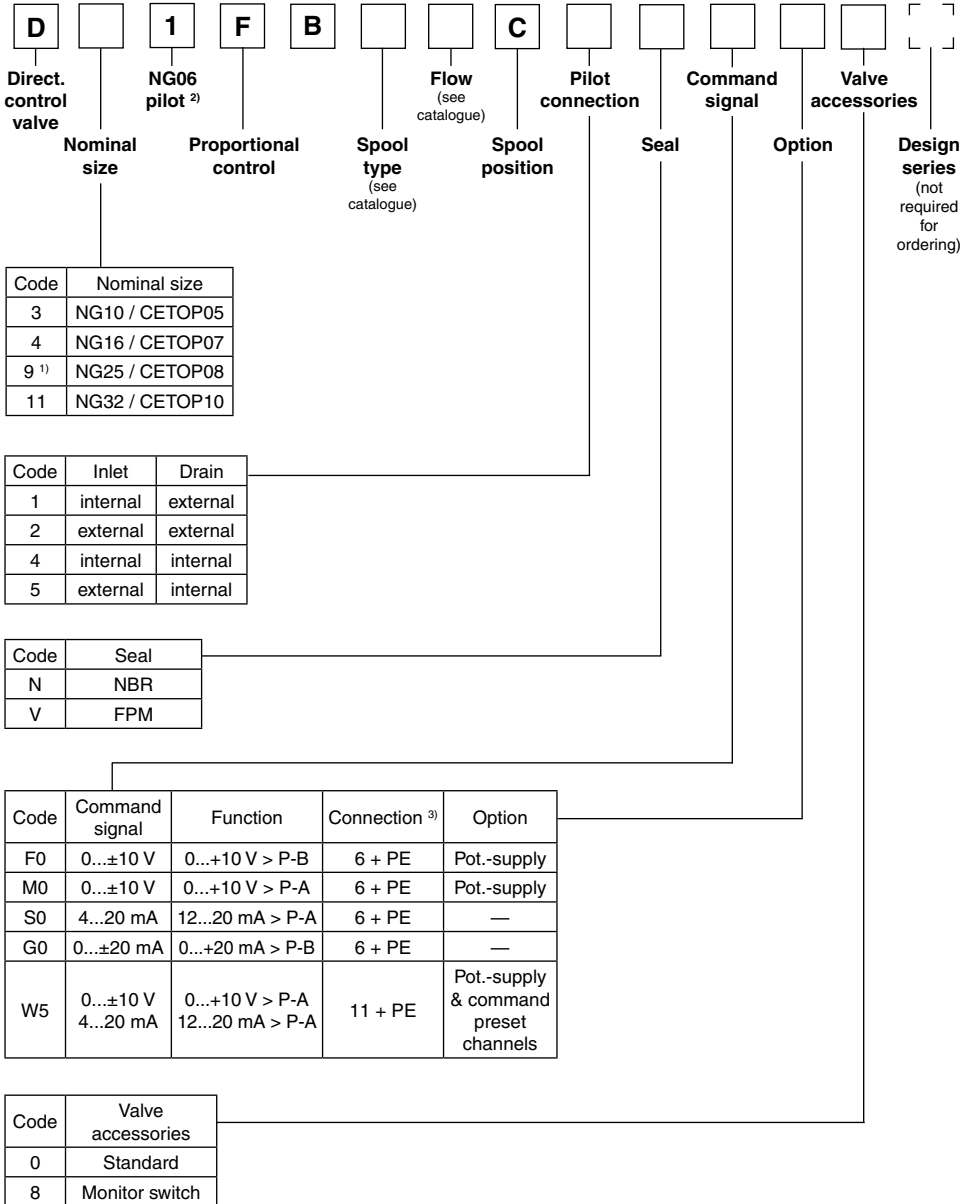 D 1 F B C
Direct. control valve
Nominal size
NG06 pilot 2)
Proportional control
Spool type (see catalogue)
Flow (see catalogue)
Spool position
Pilot connection
Seal
Command signal
Option
Valve accessories
Design series (not required for ordering)
Code Nominal size
3 NG10 / CETOP05
4 NG16 / CETOP07
9 1) NG25 / CETOP08
11 NG32 / CETOP10
Code Inlet Drain
1 internal external
2 external external
4 internal internal
5 external internal
Code Seal
N NBR
V FPM
Code Command signal Function Connection 3) Option
F0 0...±10 V 0...+10 V > P-B 6 + PE Pot.-supply
M0 0...±10 V 0...+10 V > P-A 6 + PE Pot.-supply
S0 4...20 mA 12...20 mA > P-A 6 + PE —
G0 0...±20 mA 0...+20 mA > P-B 6 + PE —
W5 0...±10 V 4...20 mA 0...+10 V > P-A 12...20 mA > P-A 11 + PE Pot.-supply & command preset channels
Code Valve accessories
0 Standard
8 Monitor switch